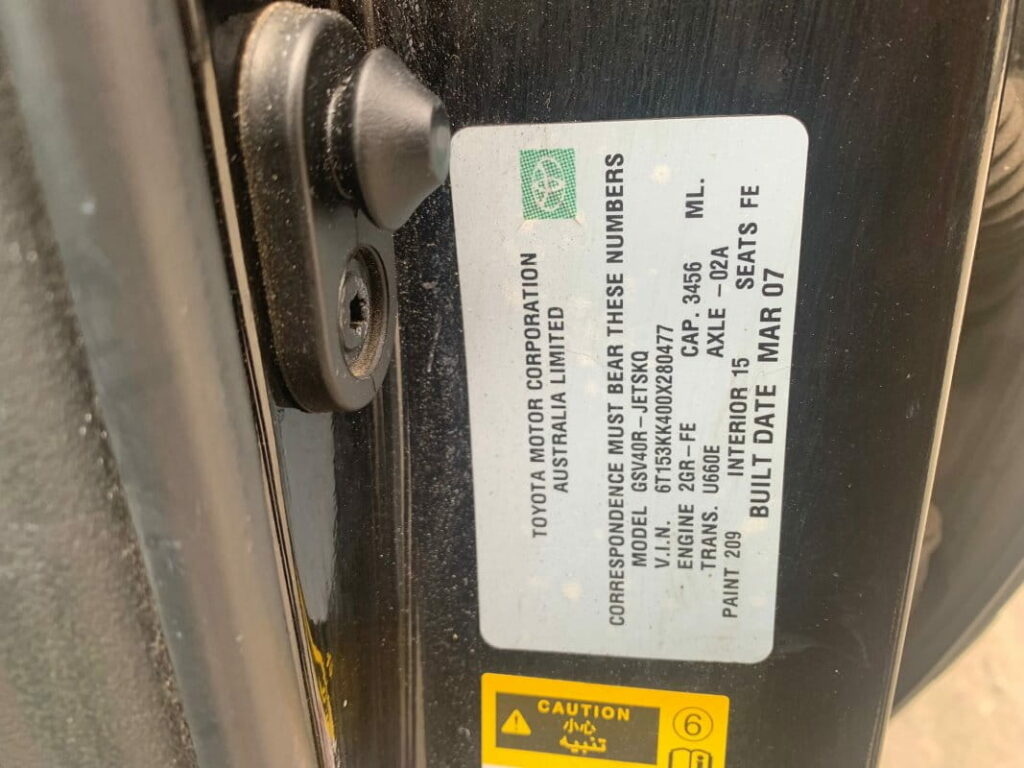 TOYOTA MOTOR CORPORATION
AUSTRALIA LIMITED
CORRESPONDENCE MUST BEAR THESE NUMBERS
MODEL GSV40R-JETSKQ
V.I.N. 6T153KK400X280477
ENGINE 2GR-FE CAP. 3456 ML.
TRANS. U660E AXLE -02A
PAINT 209 INTERIOR 15 SEATS FE
BUILT DATE MAR 07
CAUTION
小心
تنبيه
6